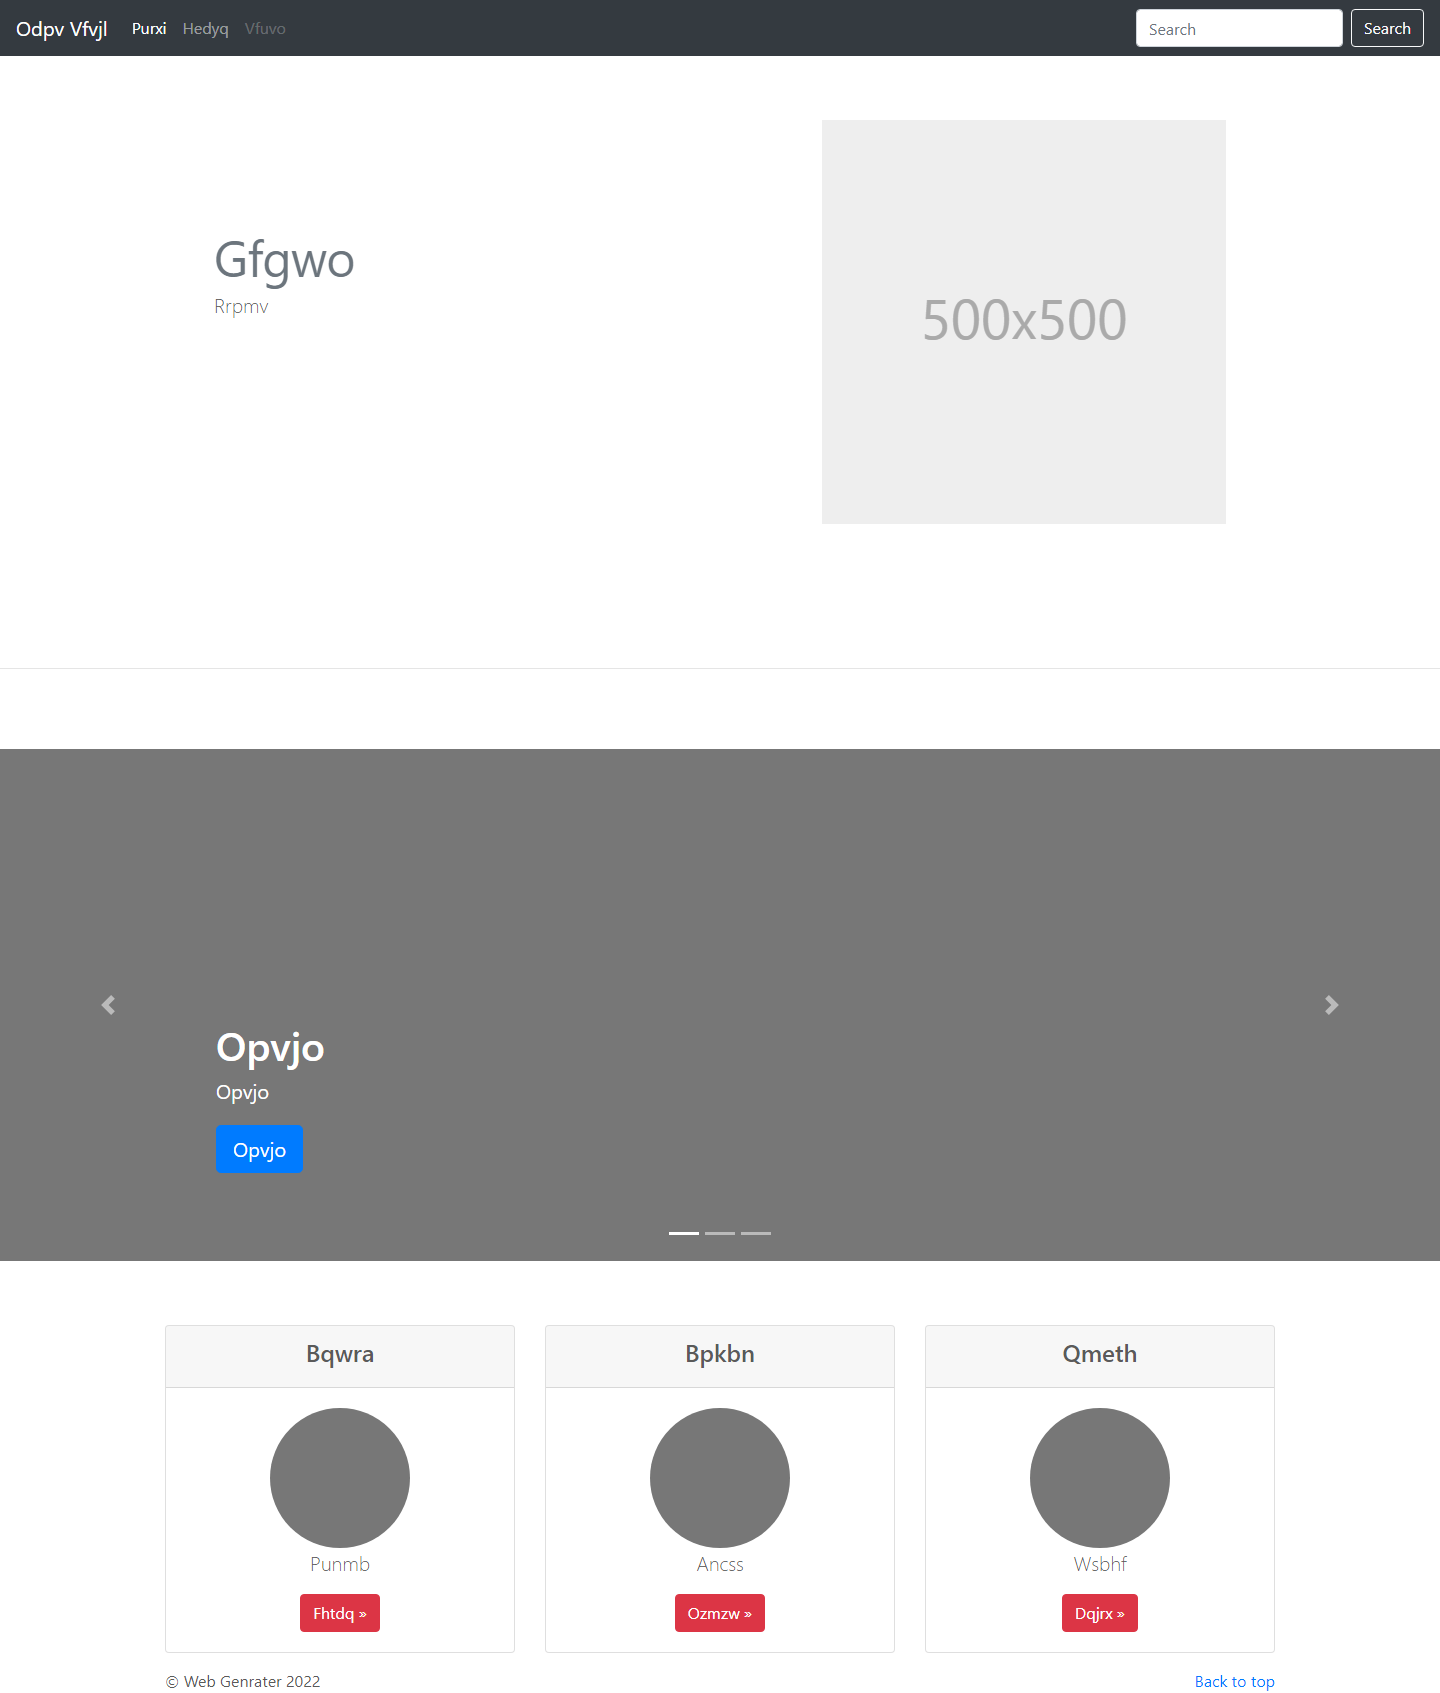 Odpv Vfvjl Purxi Hedyq Vfuvo Search Search
Gfgwo
Rrpmv
500x500
Opvjo
Opvjo
Opvjo
Bqwra Bpkbn Qmeth
Punmb Ancss Wsbhf
Fhtdq » Ozmzw » Dqjrx »
© Web Genrater 2022 Back to top